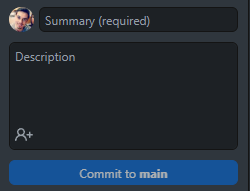 Summary (required)
Description
Commit to main